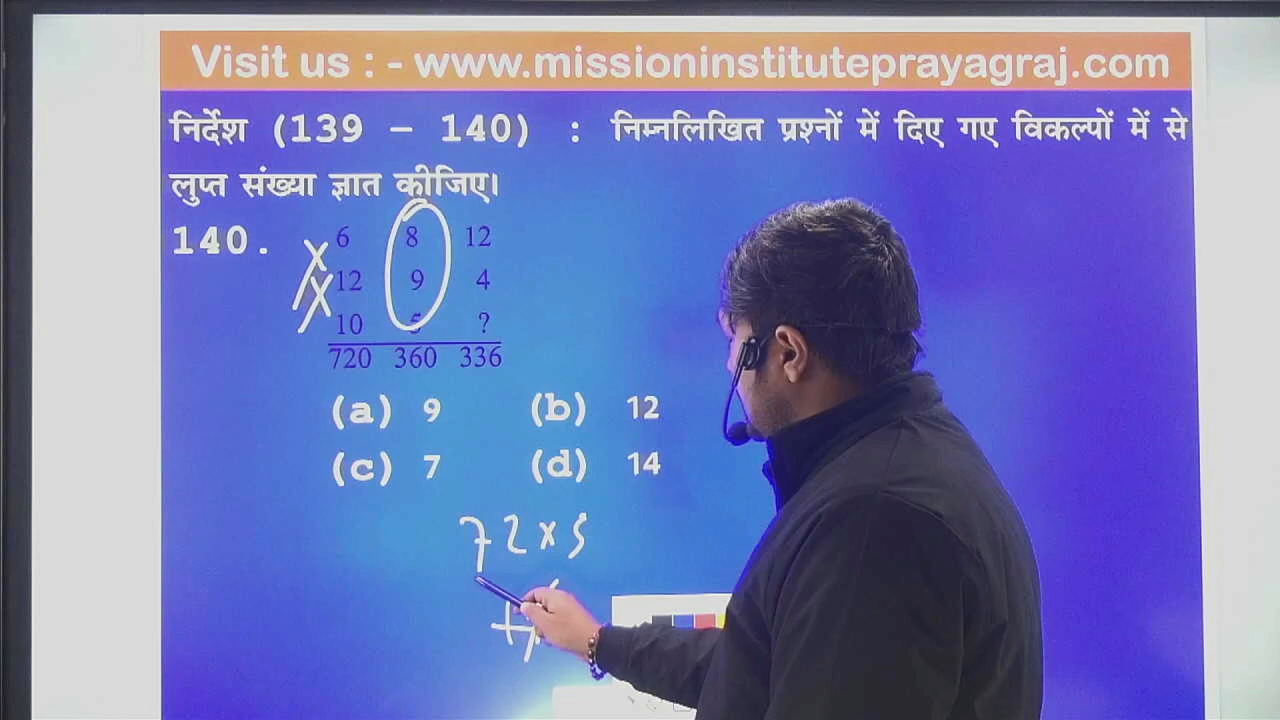 Visit us : - www.missioninstituteprayagraj.com
निर्देश (139 – 140) : निम्नलिखित प्रश्नों में दिए गए विकल्पों में से
लुप्त संख्या ज्ञात कीजिए।
140. 6 8 12
12 9 4
10 5 ?
720 360 336
(a) 9 (b) 12
(c) 7 (d) 14
72 × 5